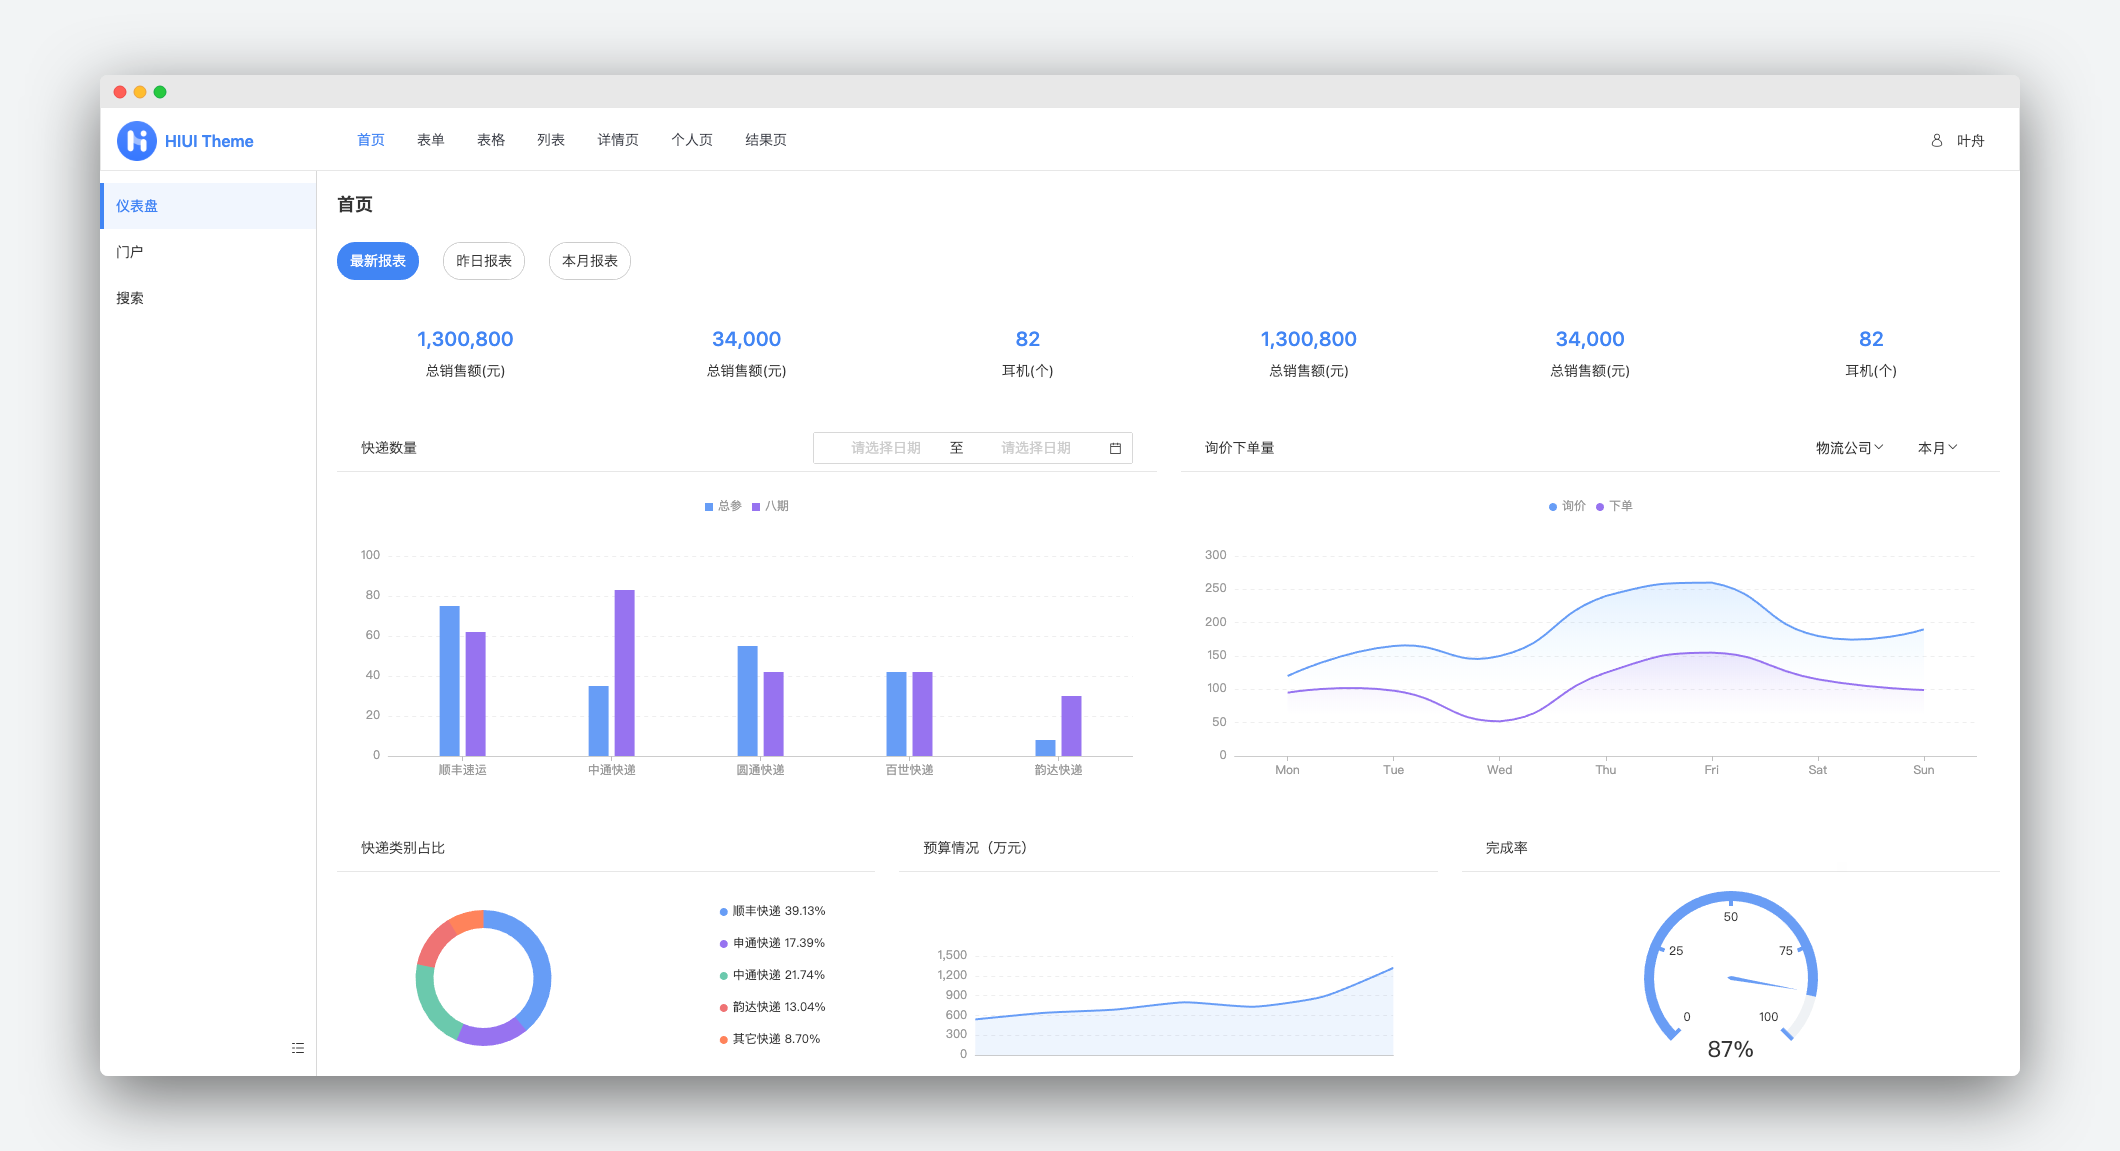 HIUI Theme
首页 表单 表格 列表 详情页 个人页 结果页
叶舟
仪表盘
门户
搜索
首页
最新报表 昨日报表 本月报表
1,300,800 34,000 82 1,300,800 34,000 82
总销售额(元) 总销售额(元) 耳机(个) 总销售额(元) 总销售额(元) 耳机(个)
快递数量
请选择日期 至 请选择日期
总参 八期
100
80
60
40
20
0
顺丰速运 中通快递 圆通快递 百世快递 韵达快递
询价下单量
物流公司 本月
询价 下单
300
250
200
150
100
50
0
Mon Tue Wed Thu Fri Sat Sun
快递类别占比
顺丰快递 39.13%
申通快递 17.39%
中通快递 21.74%
韵达快递 13.04%
其它快递 8.70%
预算情况（万元）
1,500
1,200
900
600
300
0
完成率
50
25 75
0 100
87%